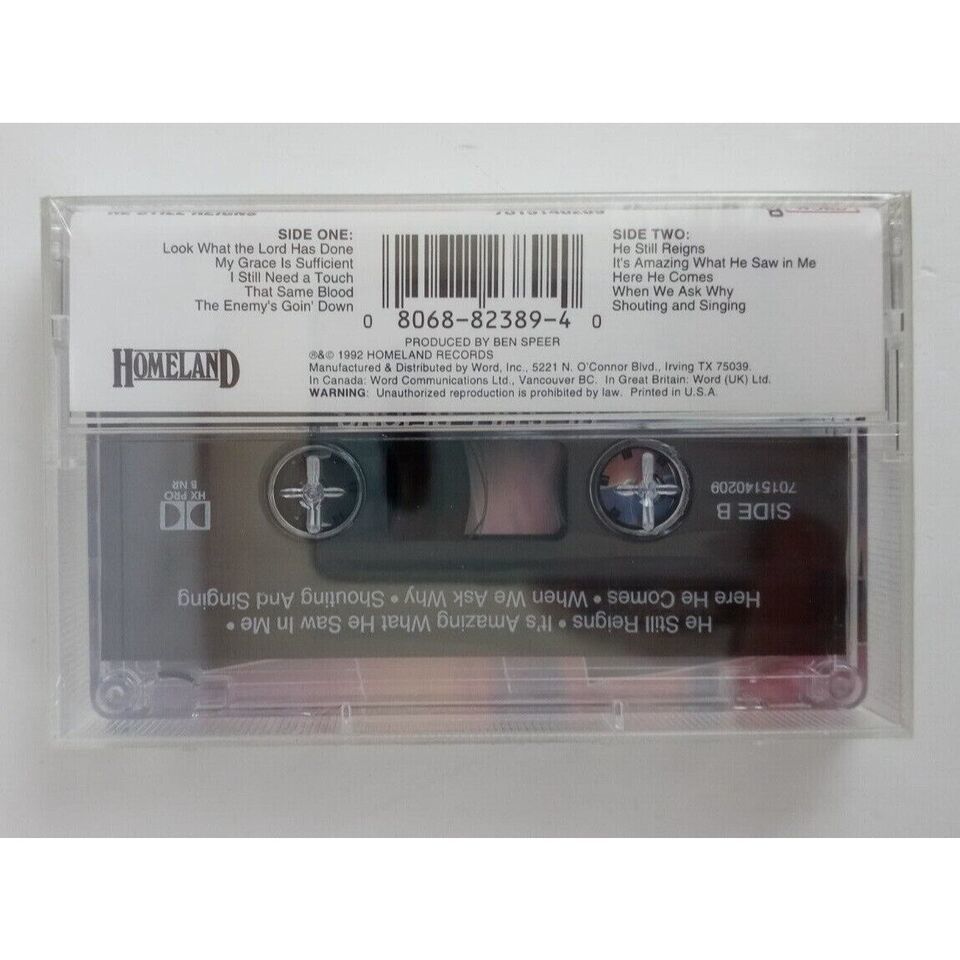 HE STILL REIGNS
7015140209
SIDE ONE:
Look What the Lord Has Done
My Grace Is Sufficient
I Still Need a Touch
That Same Blood
The Enemy's Goin' Down
SIDE TWO:
He Still Reigns
It's Amazing What He Saw in Me
Here He Comes
When We Ask Why
Shouting and Singing
0 8068-82389-4 0
HOMELAND
PRODUCED BY BEN SPEER
℗&© 1992 HOMELAND RECORDS
Manufactured & Distributed by Word, Inc., 5221 N. O'Connor Blvd., Irving TX 75039.
In Canada: Word Communications Ltd., Vancouver BC. In Great Britain: Word (UK) Ltd.
WARNING: Unauthorized reproduction is prohibited by law. Printed in U.S.A.
He Still Reigns • It's Amazing What He Saw In Me •
Here He Comes • When We Ask Why • Shouting And Singing
SIDE B
7015140209
HX PRO
B NR